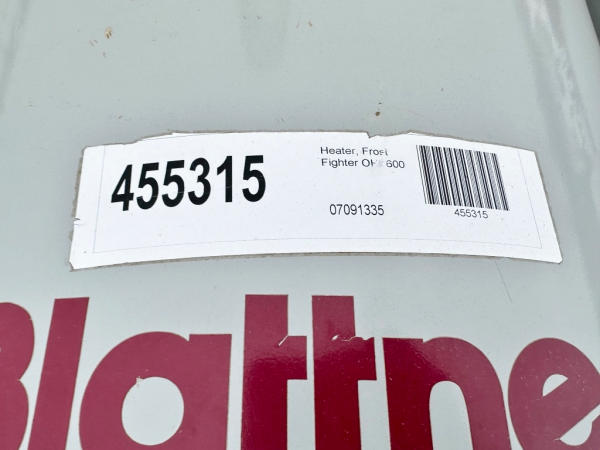 455315
Heater, Frost
Fighter OH 600
07091335
455315
Blattne